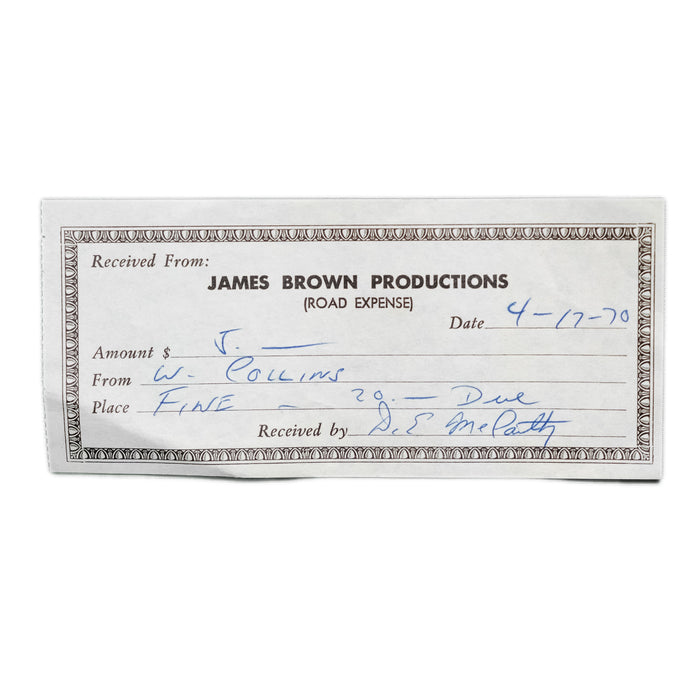 Received From:
JAMES BROWN PRODUCTIONS
(ROAD EXPENSE)
Date 4-17-70
Amount $ 5. —
From W. COLLINS
Place FINE - 20. — Due
Received by D.E McCarthy